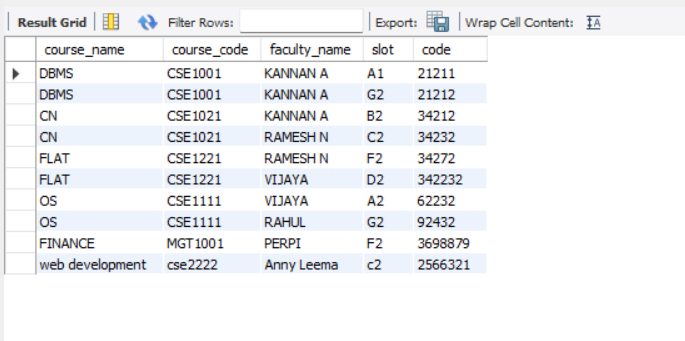 Result Grid Filter Rows: Export: Wrap Cell Content: IA
course_name course_code faculty_name slot code
DBMS CSE1001 KANNAN A A1 21211
DBMS CSE1001 KANNAN A G2 21212
CN CSE1021 KANNAN A B2 34212
CN CSE1021 RAMESH N C2 34232
FLAT CSE1221 RAMESH N F2 34272
FLAT CSE1221 VIJAYA D2 342232
OS CSE1111 VIJAYA A2 62232
OS CSE1111 RAHUL G2 92432
FINANCE MGT1001 PERPI F2 3698879
web development cse2222 Anny Leema c2 2566321